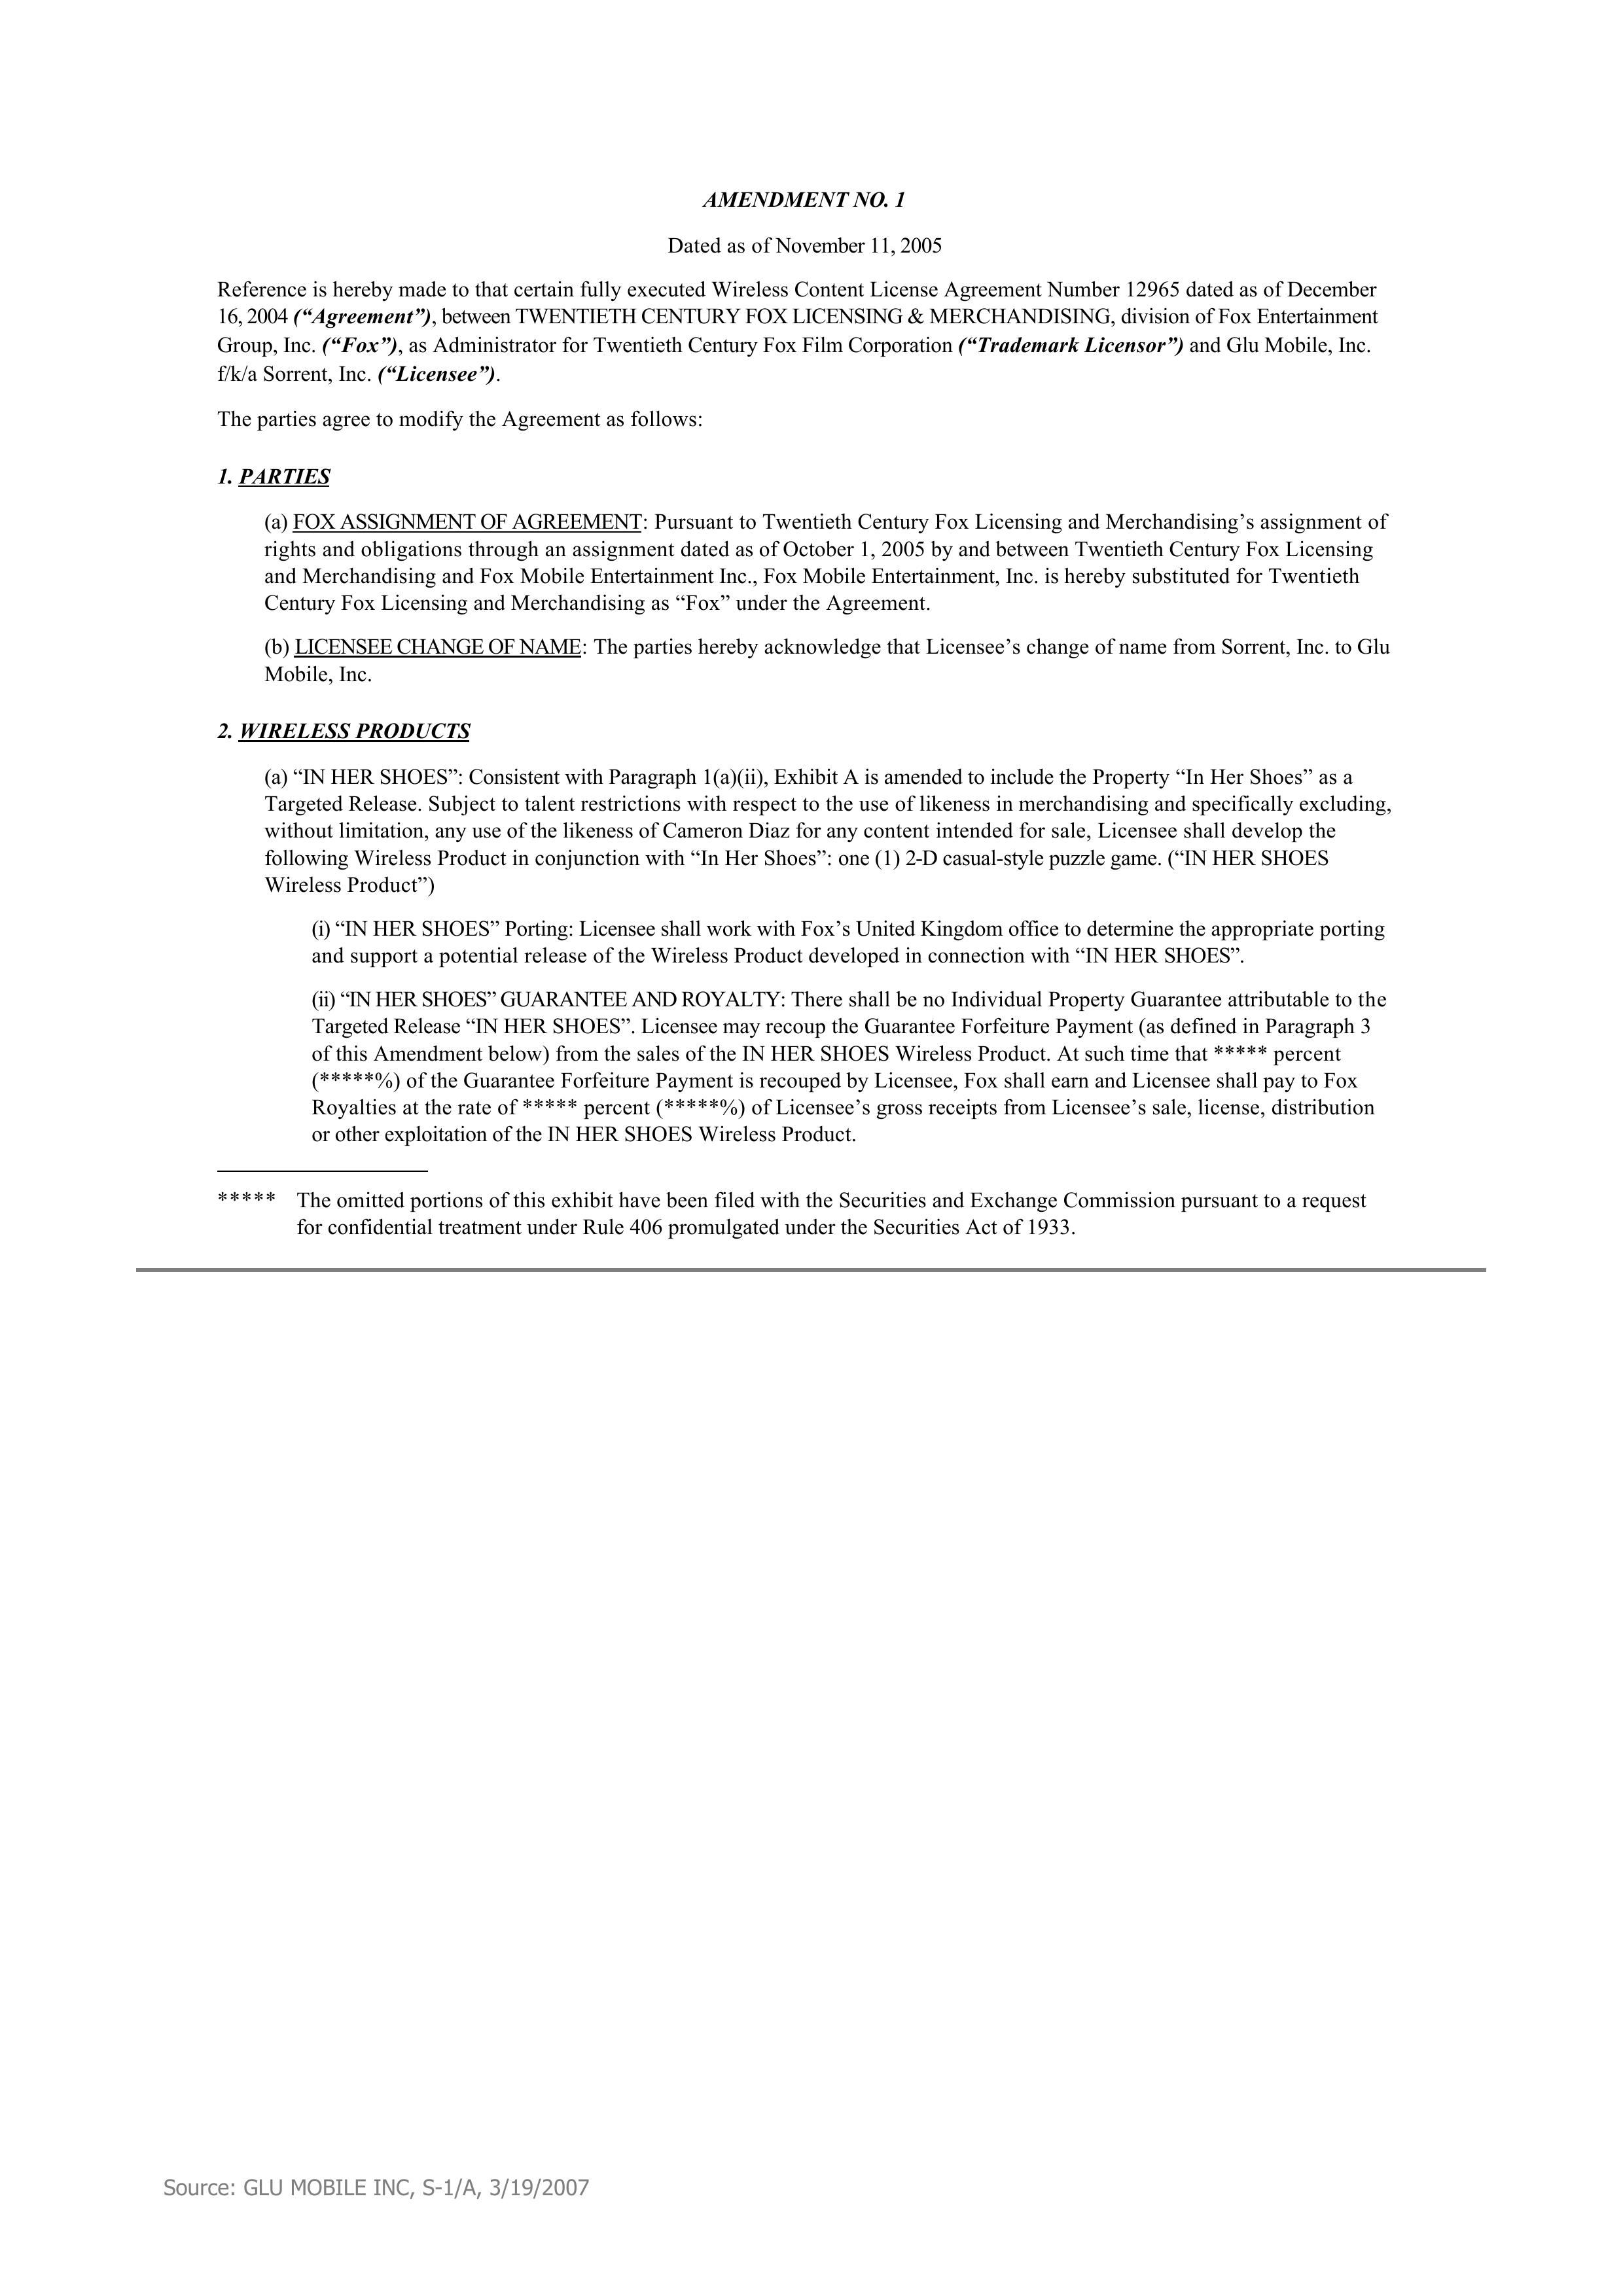 AMENDMENT NO. 1
Dated as of November 11, 2005
Reference is hereby made to that certain fully executed Wireless Content License Agreement Number 12965 dated as of December
16, 2004 (“Agreement”), between TWENTIETH CENTURY FOX LICENSING & MERCHANDISING, division of Fox Entertainment
Group, Inc. (“Fox”), as Administrator for Twentieth Century Fox Film Corporation (“Trademark Licensor”) and Glu Mobile, Inc.
f/k/a Sorrent, Inc. (“Licensee”).
The parties agree to modify the Agreement as follows:
1. PARTIES
(a) FOX ASSIGNMENT OF AGREEMENT: Pursuant to Twentieth Century Fox Licensing and Merchandising’s assignment of
rights and obligations through an assignment dated as of October 1, 2005 by and between Twentieth Century Fox Licensing
and Merchandising and Fox Mobile Entertainment Inc., Fox Mobile Entertainment, Inc. is hereby substituted for Twentieth
Century Fox Licensing and Merchandising as “Fox” under the Agreement.
(b) LICENSEE CHANGE OF NAME: The parties hereby acknowledge that Licensee’s change of name from Sorrent, Inc. to Glu
Mobile, Inc.
2. WIRELESS PRODUCTS
(a) “IN HER SHOES”: Consistent with Paragraph 1(a)(ii), Exhibit A is amended to include the Property “In Her Shoes” as a
Targeted Release. Subject to talent restrictions with respect to the use of likeness in merchandising and specifically excluding,
without limitation, any use of the likeness of Cameron Diaz for any content intended for sale, Licensee shall develop the
following Wireless Product in conjunction with “In Her Shoes”: one (1) 2-D casual-style puzzle game. (“IN HER SHOES
Wireless Product”)
(i) “IN HER SHOES” Porting: Licensee shall work with Fox’s United Kingdom office to determine the appropriate porting
and support a potential release of the Wireless Product developed in connection with “IN HER SHOES”.
(ii) “IN HER SHOES” GUARANTEE AND ROYALTY: There shall be no Individual Property Guarantee attributable to the
Targeted Release “IN HER SHOES”. Licensee may recoup the Guarantee Forfeiture Payment (as defined in Paragraph 3
of this Amendment below) from the sales of the IN HER SHOES Wireless Product. At such time that ***** percent
(*****%) of the Guarantee Forfeiture Payment is recouped by Licensee, Fox shall earn and Licensee shall pay to Fox
Royalties at the rate of ***** percent (*****%) of Licensee’s gross receipts from Licensee’s sale, license, distribution
or other exploitation of the IN HER SHOES Wireless Product.
***** The omitted portions of this exhibit have been filed with the Securities and Exchange Commission pursuant to a request
for confidential treatment under Rule 406 promulgated under the Securities Act of 1933.
Source: GLU MOBILE INC, S-1/A, 3/19/2007